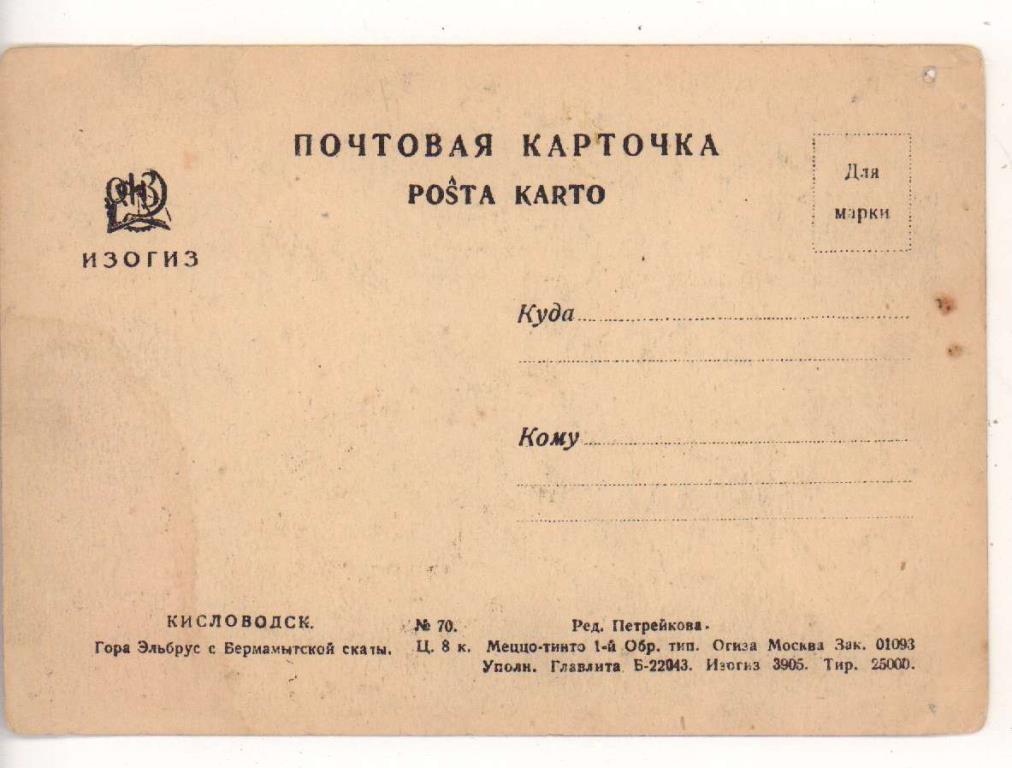 ПОЧТОВАЯ КАРТОЧКА
POŜTA KARTO
Для
марки
ИЗОГИЗ
Куда
Кому
КИСЛОВОДСК.
Гора Эльбрус с Бермамытской скаты.
№ 70.
Ц. 8 к.
Ред. Петрейкова.
Меццо-тинто 1-й Обр. тип. Огиза Москва Зак. 01093
Уполн. Главлита Б-22043. Изогиз 3905. Тир. 25000.